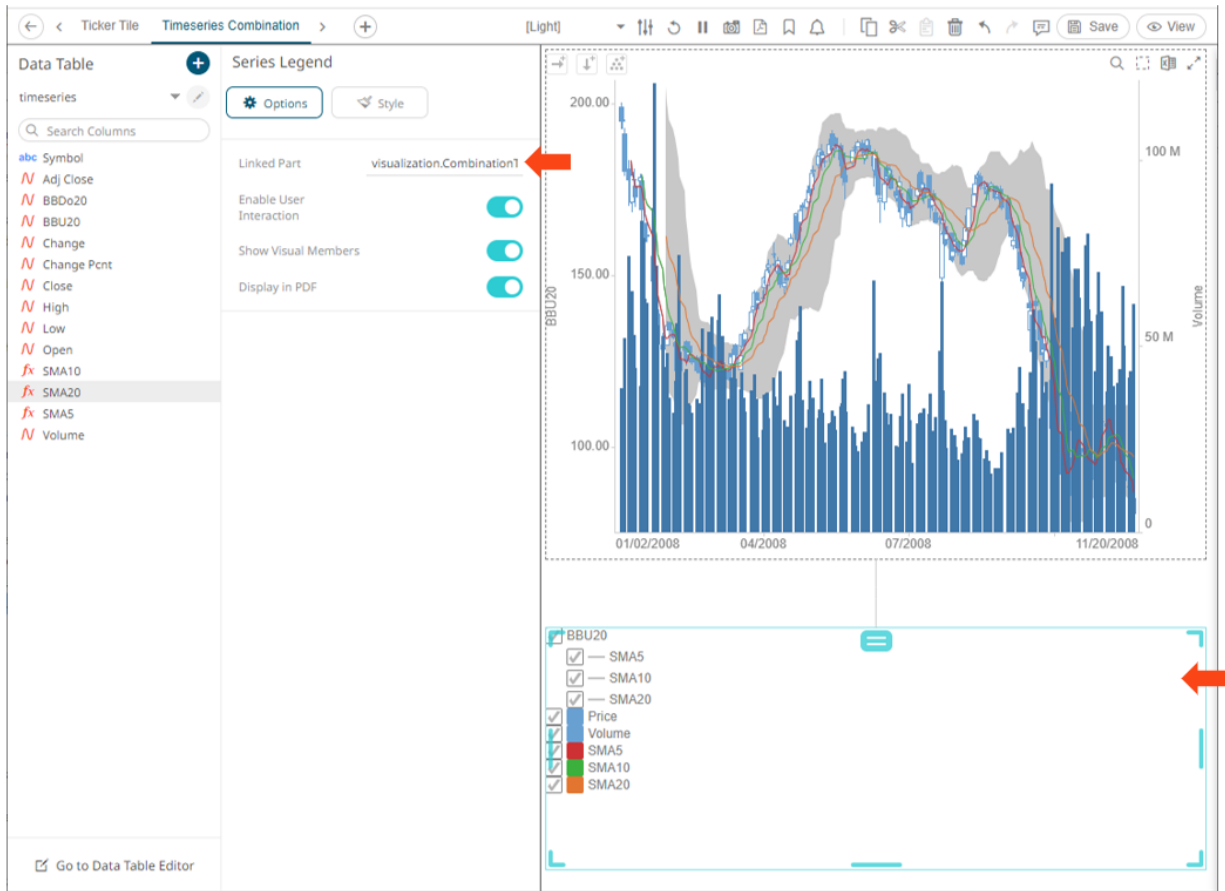 Ticker Tile
Timeseries Combination
[Light]
Save
View
Data Table
timeseries
Search Columns
abc Symbol
Adj Close
BBDo20
BBU20
Change
Change Pcnt
Close
High
Low
Open
fx SMA10
fx SMA20
fx SMA5
Volume
Go to Data Table Editor
Series Legend
Options
Style
Linked Part
visualization.Combination
Enable User
Interaction
Show Visual Members
Display in PDF
200.00
150.00
100.00
BBU20
100 M
50 M
0
Volume
01/02/2008
04/2008
07/2008
11/20/2008
BBU20
SMA5
SMA10
SMA20
Price
Volume
SMA5
SMA10
SMA20